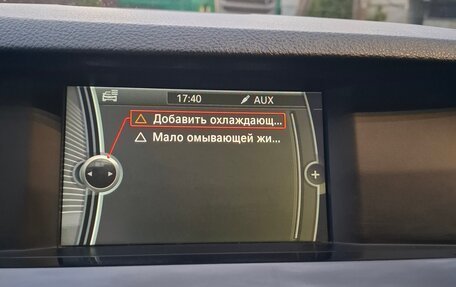 17:40 AUX
Добавить охлаждающ...
Мало омывающей жи...